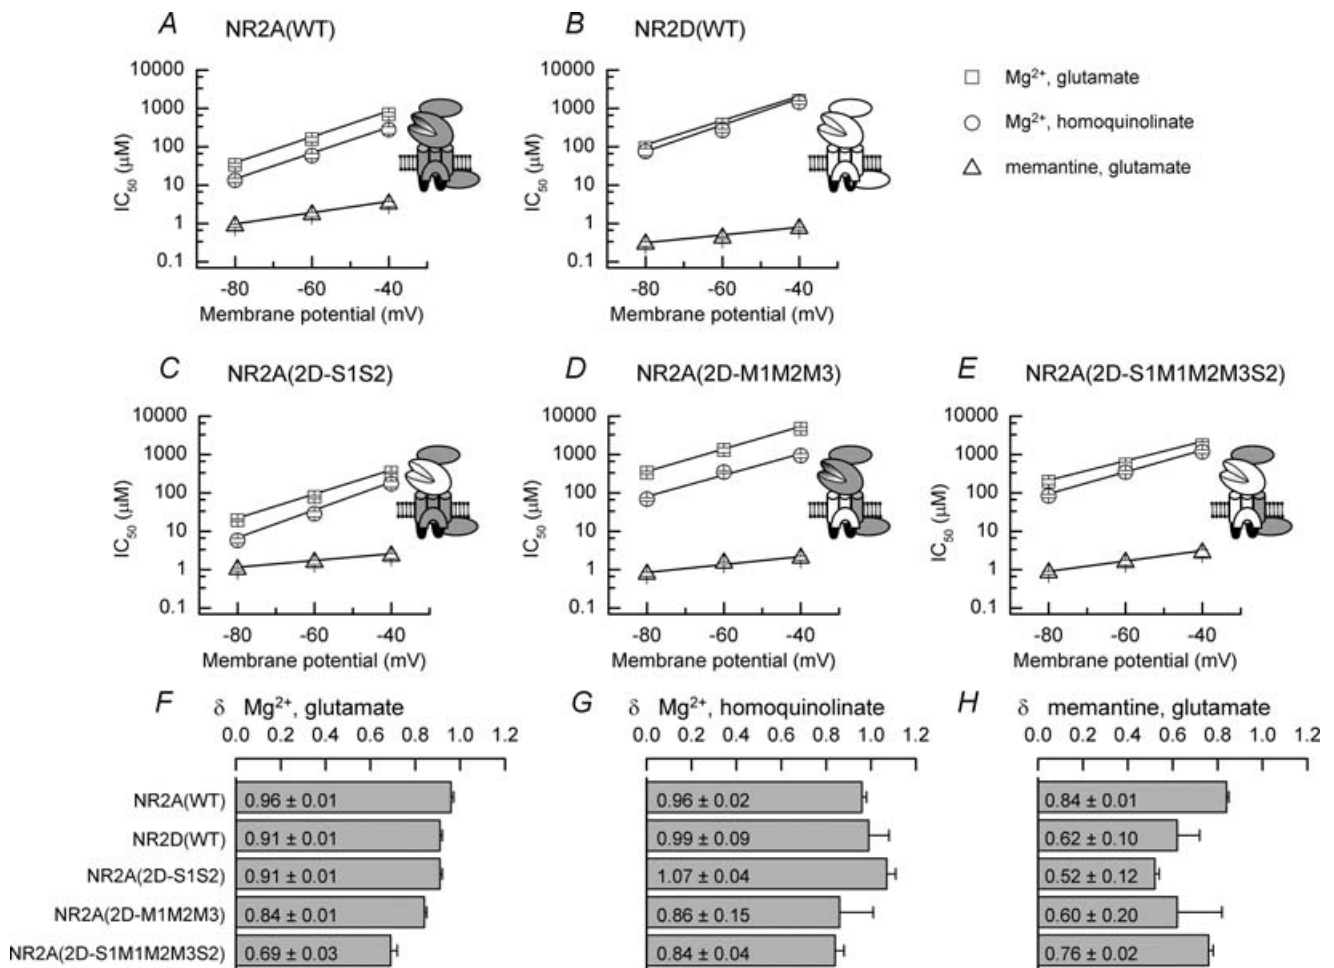 A NR2A(WT)
10000
1000
100
10
1
0.1
IC50 (µM)
-80 -60 -40
Membrane potential (mV)
B NR2D(WT)
10000
1000
100
10
1
0.1
IC50 (µM)
-80 -60 -40
Membrane potential (mV)
Mg2+, glutamate
Mg2+, homoquinolinate
memantine, glutamate
C NR2A(2D-S1S2)
10000
1000
100
10
1
0.1
IC50 (µM)
-80 -60 -40
Membrane potential (mV)
D NR2A(2D-M1M2M3)
10000
1000
100
10
1
0.1
IC50 (µM)
-80 -60 -40
Membrane potential (mV)
E NR2A(2D-S1M1M2M3S2)
10000
1000
100
10
1
0.1
IC50 (µM)
-80 -60 -40
Membrane potential (mV)
F δ Mg2+, glutamate
0.0 0.2 0.4 0.6 0.8 1.0 1.2
NR2A(WT) 0.96 ± 0.01
NR2D(WT) 0.91 ± 0.01
NR2A(2D-S1S2) 0.91 ± 0.01
NR2A(2D-M1M2M3) 0.84 ± 0.01
NR2A(2D-S1M1M2M3S2) 0.69 ± 0.03
G δ Mg2+, homoquinolinate
0.0 0.2 0.4 0.6 0.8 1.0 1.2
0.96 ± 0.02
0.99 ± 0.09
1.07 ± 0.04
0.86 ± 0.15
0.84 ± 0.04
H δ memantine, glutamate
0.0 0.2 0.4 0.6 0.8 1.0 1.2
0.84 ± 0.01
0.62 ± 0.10
0.52 ± 0.12
0.60 ± 0.20
0.76 ± 0.02